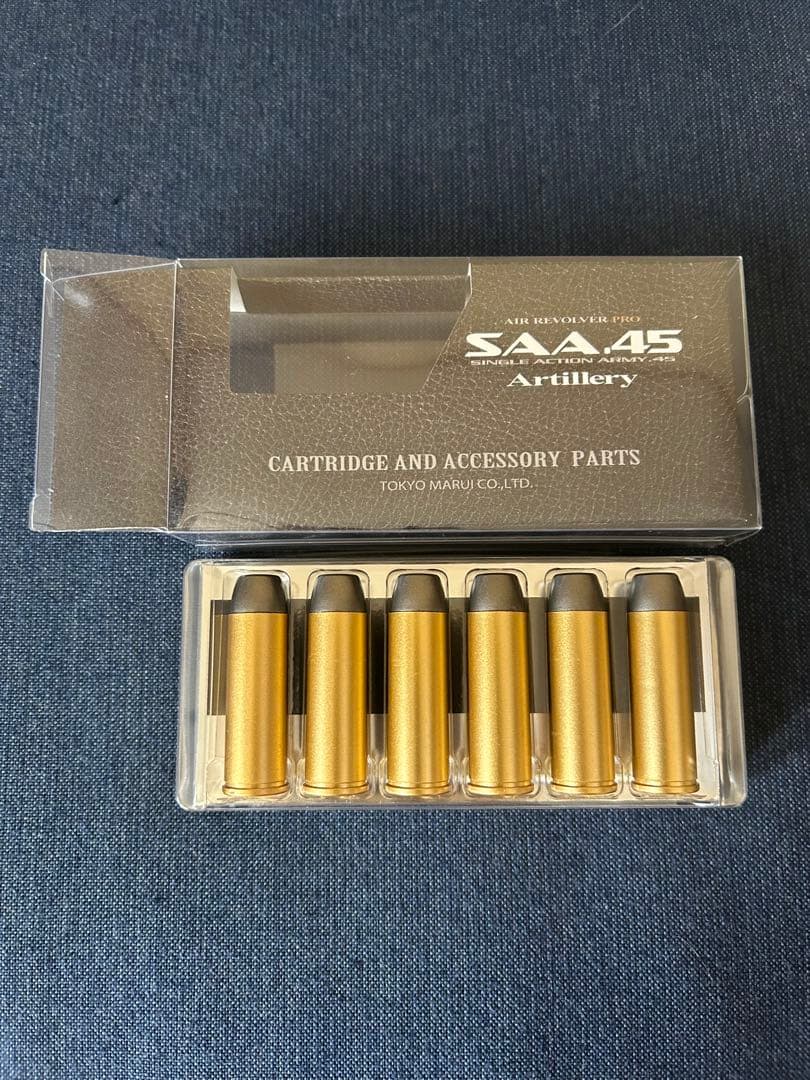 AIR REVOLVER PRO
SAA.45
SINGLE ACTION ARMY.45
Artillery
CARTRIDGE AND ACCESSORY PARTS
TOKYO MARUI CO.,LTD.